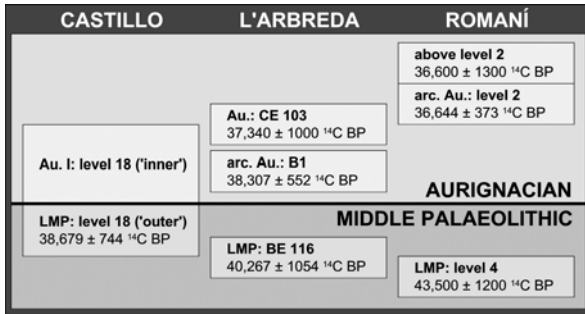 CASTILLO
L'ARBREDA
ROMANÍ
above level 2
36,600 ± 1300 ¹⁴C BP
arc. Au.: level 2
36,644 ± 373 ¹⁴C BP
Au.: CE 103
37,340 ± 1000 ¹⁴C BP
Au. I: level 18 ('inner')
arc. Au.: B1
38,307 ± 552 ¹⁴C BP
AURIGNACIAN
MIDDLE PALAEOLITHIC
LMP: level 18 ('outer')
38,679 ± 744 ¹⁴C BP
LMP: BE 116
40,267 ± 1054 ¹⁴C BP
LMP: level 4
43,500 ± 1200 ¹⁴C BP